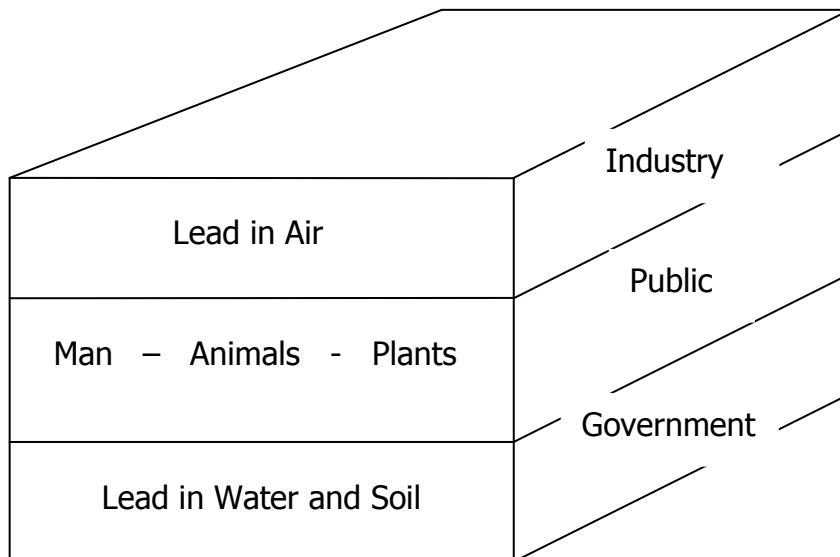 Industry
Lead in Air
Public
Man – Animals - Plants
Government
Lead in Water and Soil